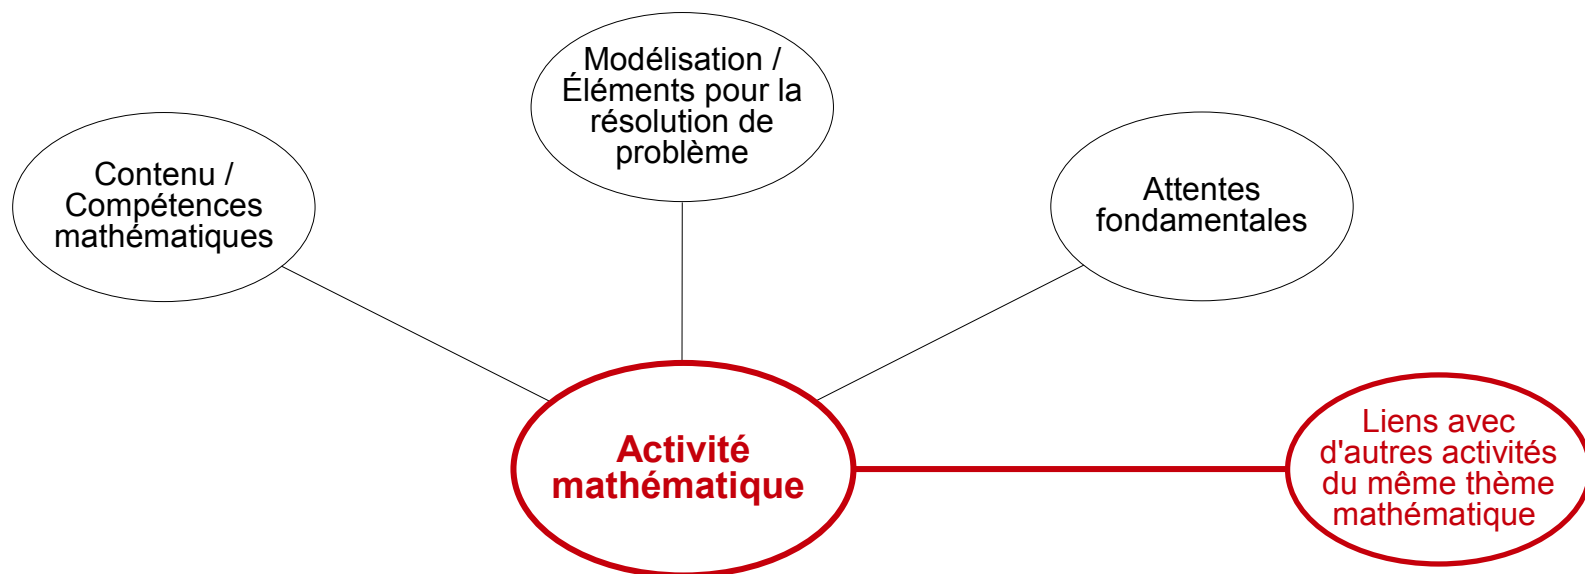 Modélisation /
Éléments pour la
résolution de
problème
Contenu /
Compétences
mathématiques
Attentes
fondamentales
Activité
mathématique
Liens avec
d'autres activités
du même thème
mathématique